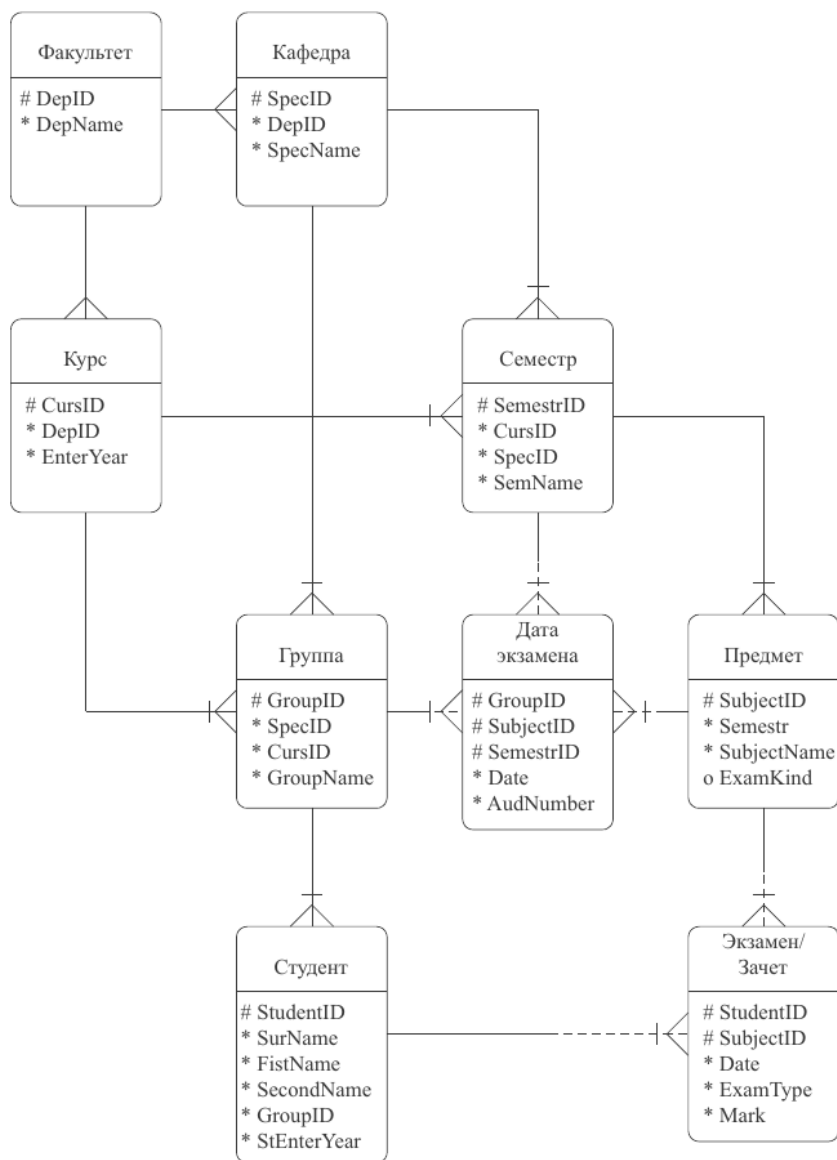 Факультет
# DepID
* DepName
Кафедра
# SpecID
* DepID
* SpecName
Курс
# CursID
* DepID
* EnterYear
Семестр
# SemestrID
* CursID
* SpecID
* SemName
Группа
# GroupID
* SpecID
* CursID
* GroupName
Дата
экзамена
# GroupID
# SubjectID
# SemestrID
* Date
* AudNumber
Предмет
# SubjectID
* Semestr
* SubjectName
o ExamKind
Студент
# StudentID
* SurName
* FistName
* SecondName
* GroupID
* StEnterYear
Экзамен/
Зачет
# StudentID
# SubjectID
* Date
* ExamType
* Mark